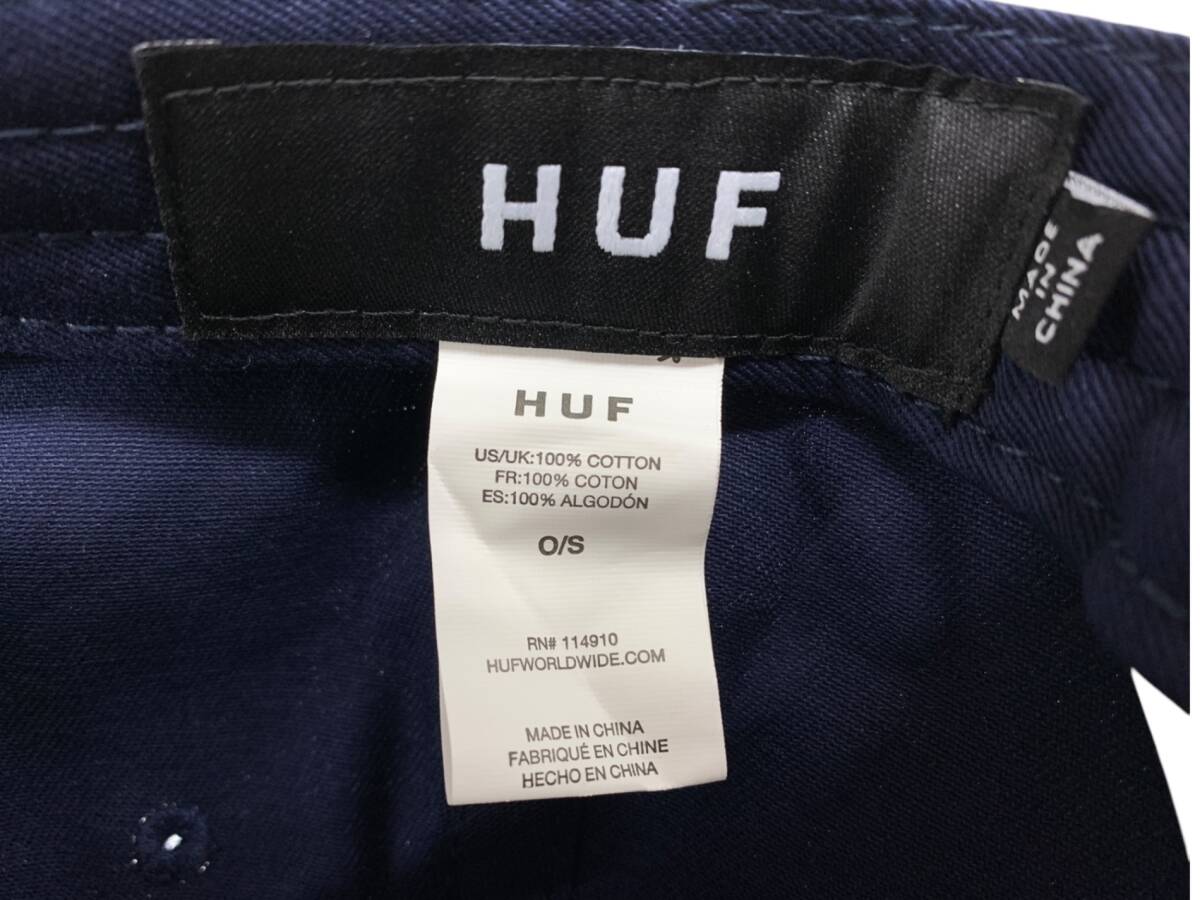 HUF
MADE
IN
CHINA
HUF
US/UK:100% COTTON
FR:100% COTON
ES:100% ALGODÓN
O/S
RN# 114910
HUFWORLDWIDE.COM
MADE IN CHINA
FABRIQUÉ EN CHINE
HECHO EN CHINA